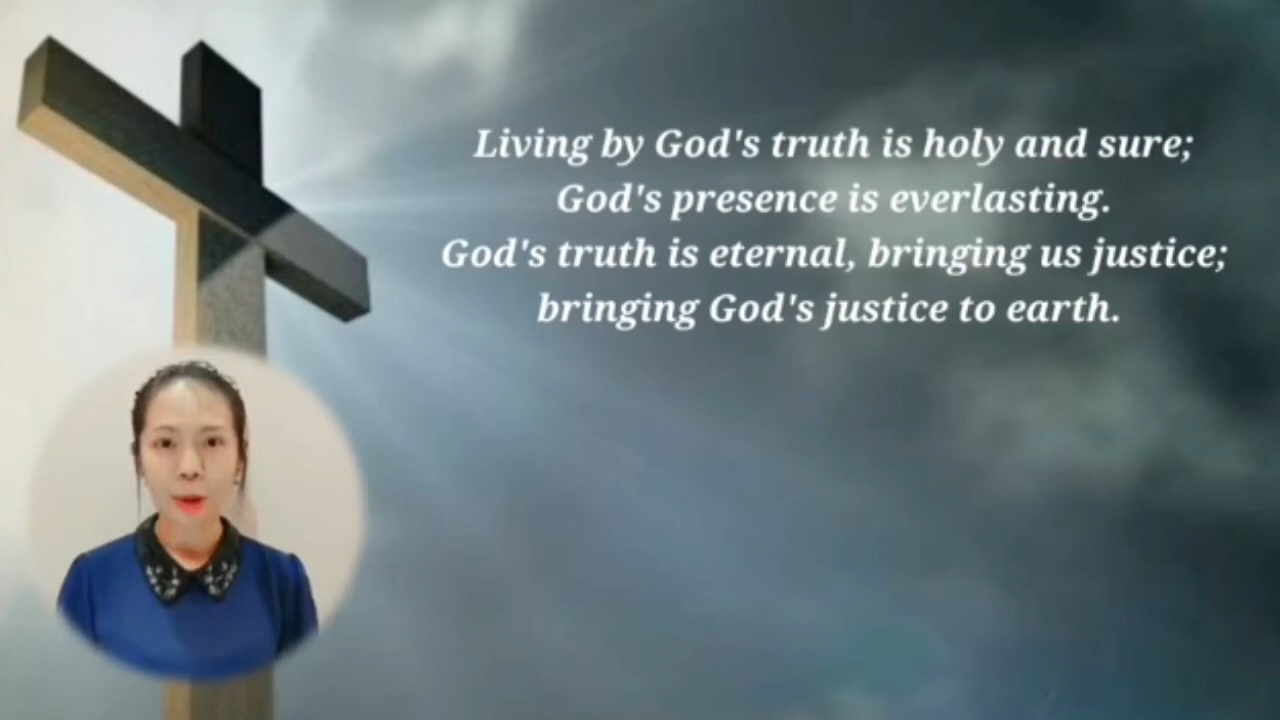 Living by God's truth is holy and sure;
God's presence is everlasting.
God's truth is eternal, bringing us justice;
bringing God's justice to earth.